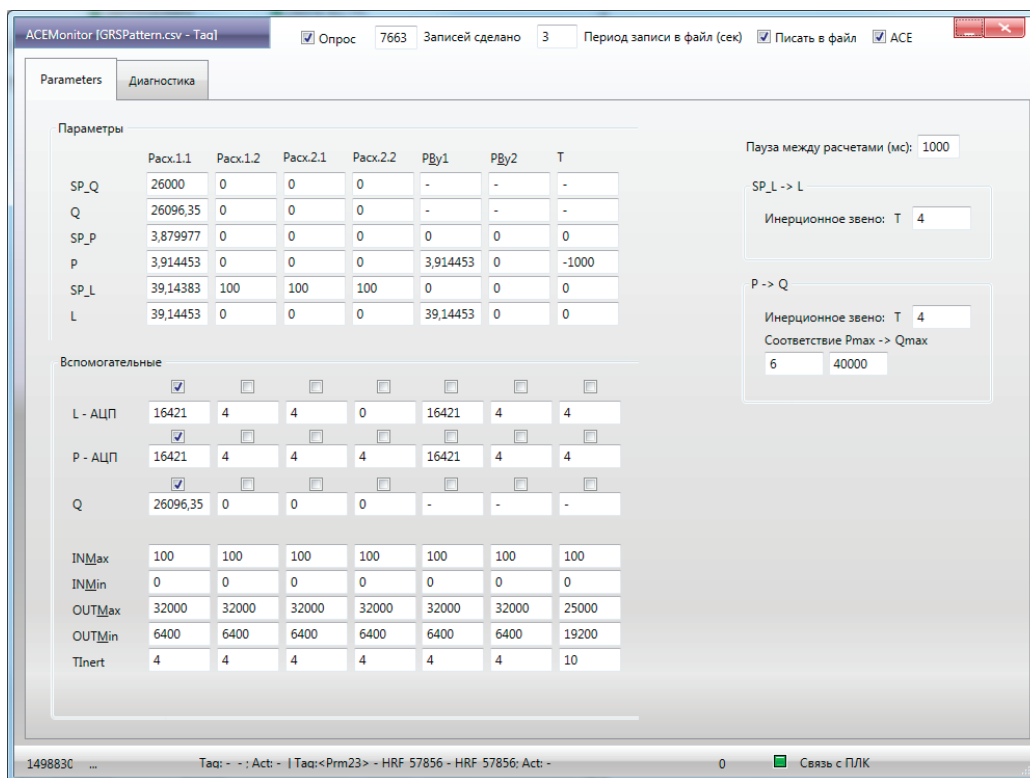 ACEMonitor [GRSPattern.csv - Tag] Опрос 7663 Записей сделано 3 Период записи в файл (сек) Писать в файл ACE
Parameters Диагностика
Параметры
Пауза между расчетами (мс): 1000
Расх.1.1 Расх.1.2 Расх.2.1 Расх.2.2 PBy1 PBy2 T
SP_Q 26000 0 0 0 - - -
Q 26096,35 0 0 0 - - -
SP_P 3,879977 0 0 0 0 0 0
P 3,914453 0 0 0 3,914453 0 -1000
SP_L 39,14383 100 100 100 0 0 0
L 39,14453 0 0 0 39,14453 0 0
SP_L -> L
Инерционное звено: T 4
P -> Q
Инерционное звено: T 4
Соответствие Pmax -> Qmax
6 40000
Вспомогательные
L - АЦП 16421 4 4 0 16421 4 4
P - АЦП 16421 4 4 4 16421 4 4
Q 26096,35 0 0 0 - - -
INMax 100 100 100 100 100 100 100
INMin 0 0 0 0 0 0 0
OUTMax 32000 32000 32000 32000 32000 32000 25000
OUTMin 6400 6400 6400 6400 6400 6400 19200
TInert 4 4 4 4 4 4 10
1498830 ... Tag: - - ; Act: - | Tag:<Prm23> - HRF 57856 - HRF 57856; Act: - 0 Связь с ПЛК